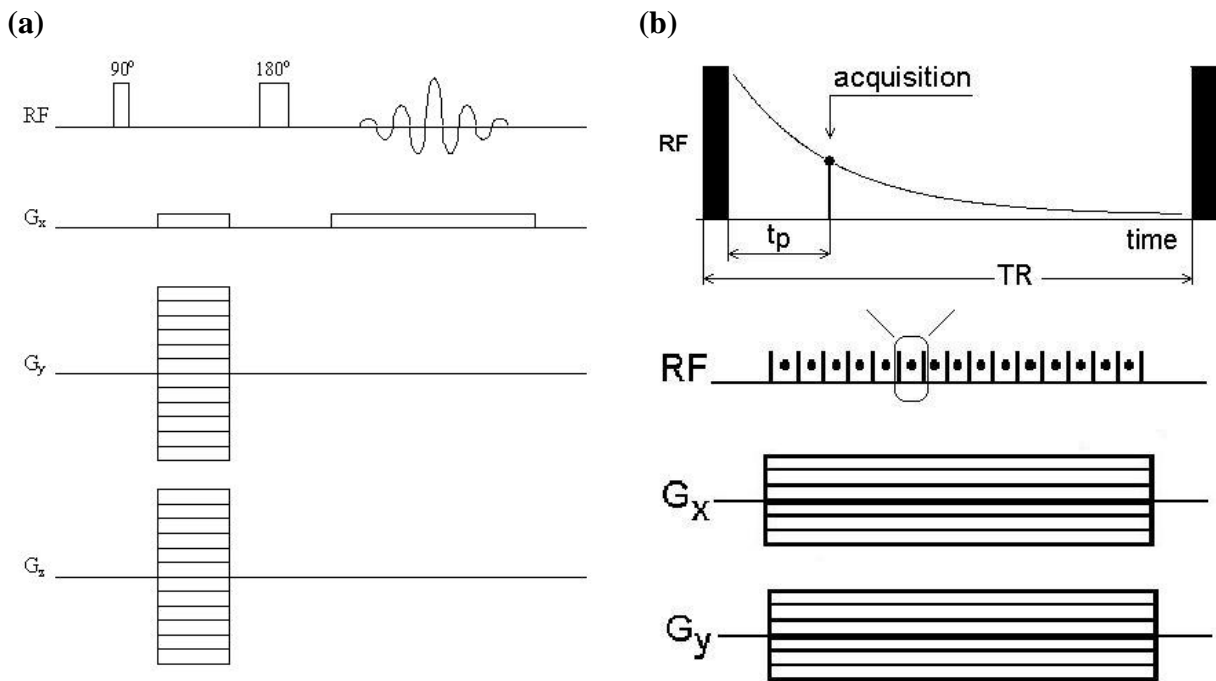 (a)
90° 180°
RF
Gx
Gy
Gz
(b)
acquisition
RF
tp
time
TR
RF
Gx
Gy